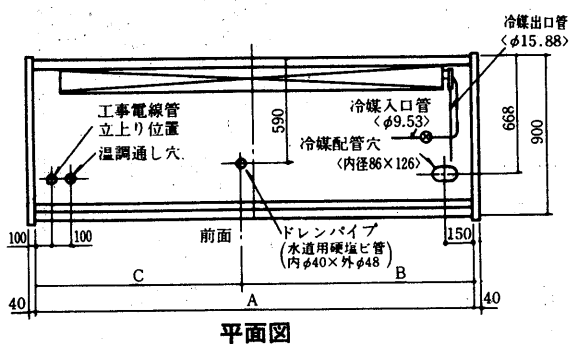 冷媒出口管
<φ15.88>
工事電線管
立上り位置
温調通し穴
590
冷媒入口管
<φ9.53>
冷媒配管穴
<内径86×126>
668
900
100
100
前面
ドレンパイプ
(水道用硬塩ビ管
内φ40×外φ48)
150
C
B
40
A
40
平面図